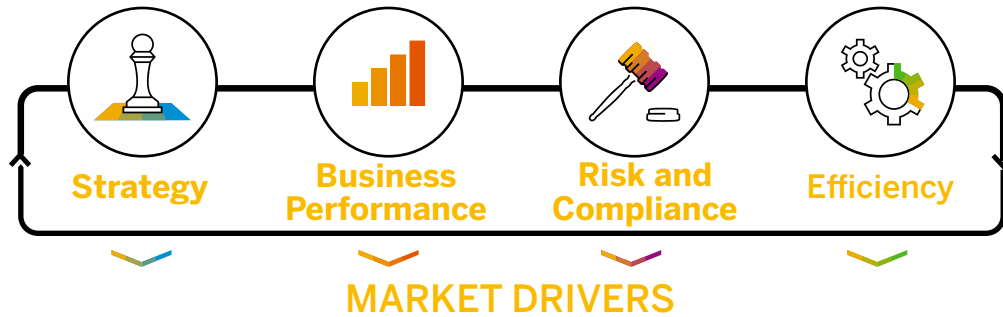 Strategy
Business
Performance
Risk and
Compliance
Efficiency
MARKET DRIVERS